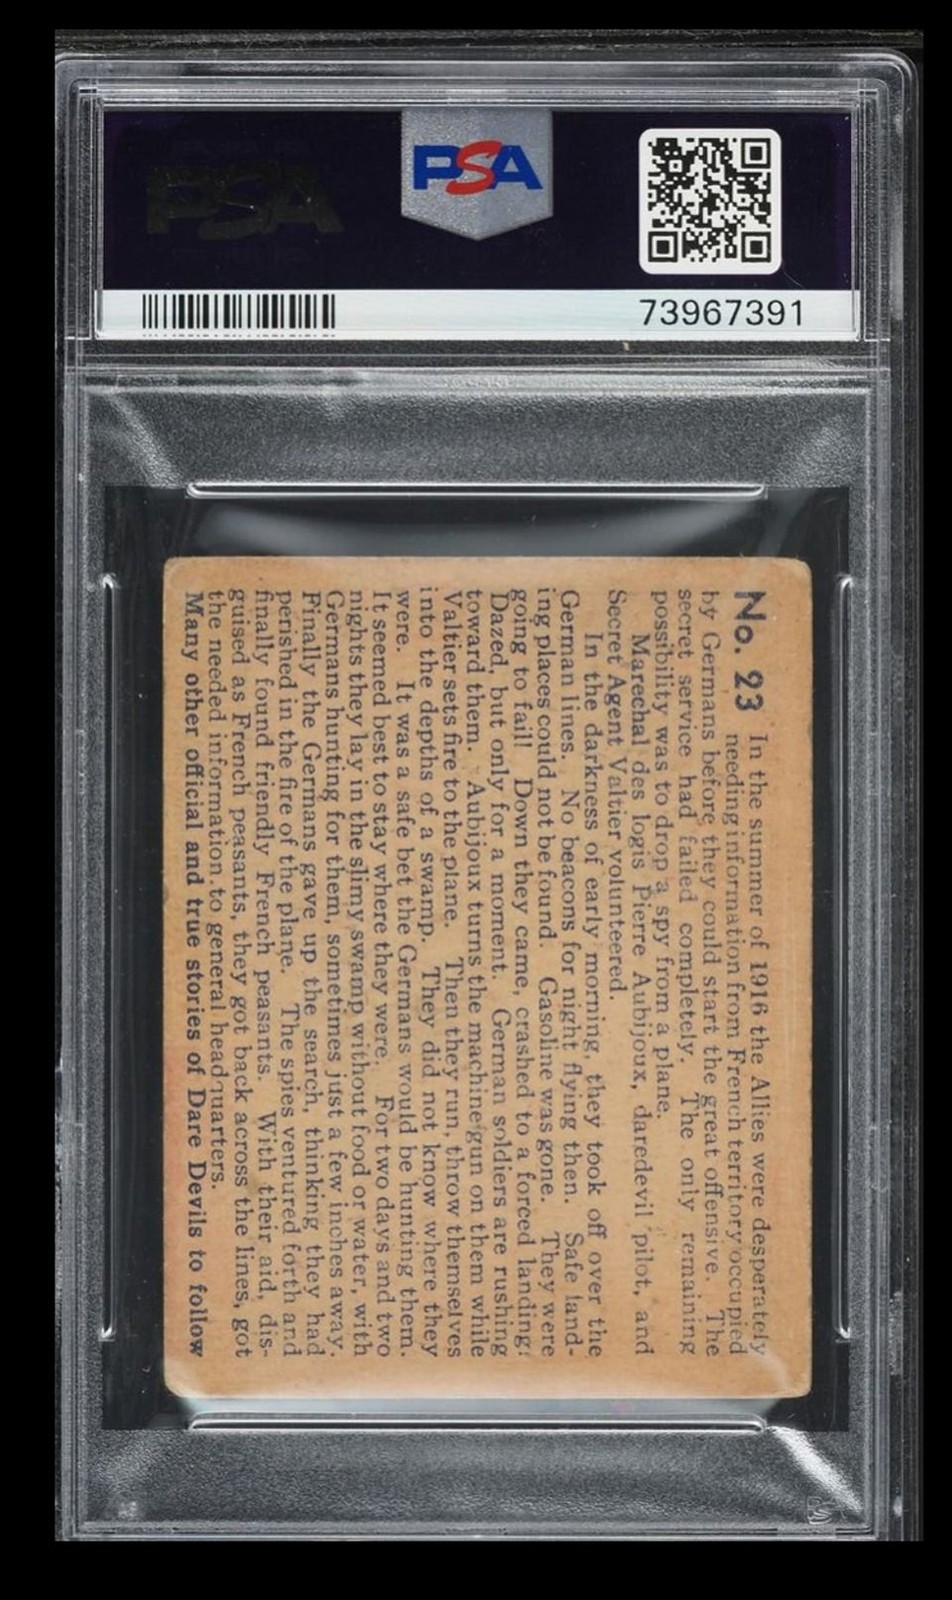 PSA
PSA
73967391
No. 23 In the summer of 1916 the Allies were desperately
needing information from French territory occupied
by Germans before they could start the great offensive. The
secret service had failed completely. The only remaining
possibility was to drop a spy from a plane.
Marechal des logis Pierre Aubijoux, daredevil pilot, and
Secret Agent Valtier volunteered.
In the darkness of early morning, they took off over the
German lines. No beacons for night flying then. Safe land-
ing places could not be found. Gasoline was gone. They were
going to fail! Down they came, crashed to a forced landing!
Dazed, but only for a moment. German soldiers are rushing
toward them. Aubijoux turns the machine gun on them while
Valtier sets fire to the plane. Then they run, throw themselves
into the depths of a swamp. They did not know where they
were. It was a safe bet the Germans would be hunting them.
It seemed best to stay where they were. For two days and two
nights they lay in the slimy swamp without food or water, with
Germans hunting for them, sometimes just a few inches away.
Finally the Germans gave up the search, thinking they had
perished in the fire of the plane. The spies ventured forth and
finally found friendly French peasants. With their aid, dis-
guised as French peasants, they got back across the lines, got
the needed information to general headquarters.
Many other official and true stories of Dare Devils to follow